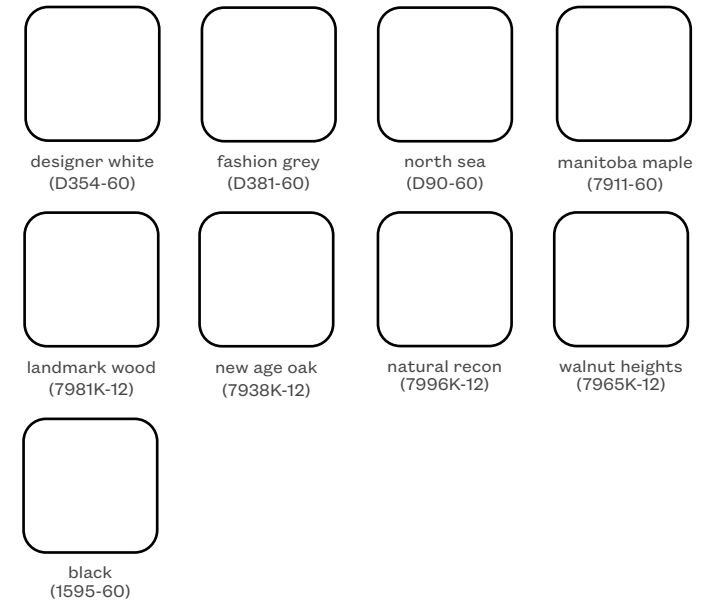 designer white
(D354-60)
fashion grey
(D381-60)
north sea
(D90-60)
manitoba maple
(7911-60)
landmark wood
(7981K-12)
new age oak
(7938K-12)
natural recon
(7996K-12)
walnut heights
(7965K-12)
black
(1595-60)